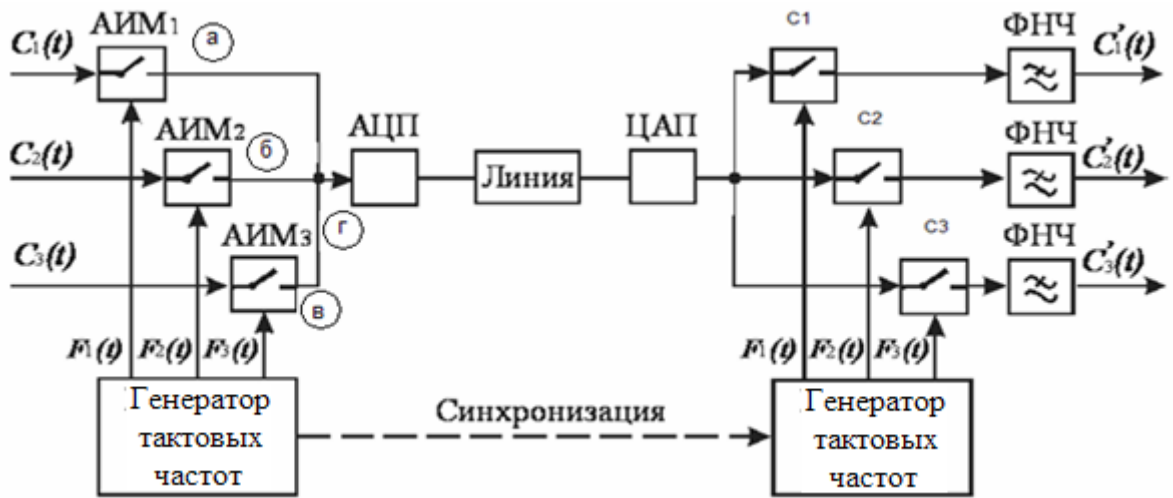 АИМ1
а
С1
ФНЧ
C1(t)
C′1(t)
АИМ2
б
АЦП
ЦАП
С2
ФНЧ
C2(t)
Линия
C′2(t)
АИМ3
г
С3
ФНЧ
C3(t)
C′3(t)
в
F1(t) F2(t) F3(t)
F1(t) F2(t) F3(t)
Генератор
тактовых
частот
Синхронизация
Генератор
тактовых
частот